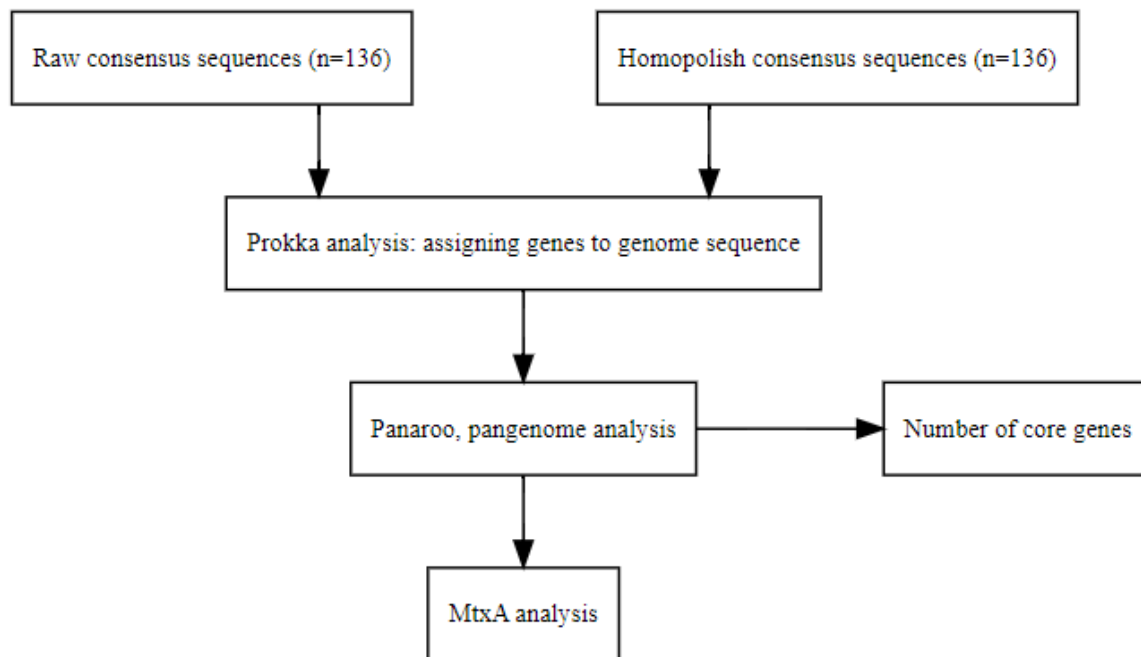 Raw consensus sequences (n=136)
Homopolish consensus sequences (n=136)
Prokka analysis: assigning genes to genome sequence
Panaroo, pangenome analysis
Number of core genes
MtxA analysis